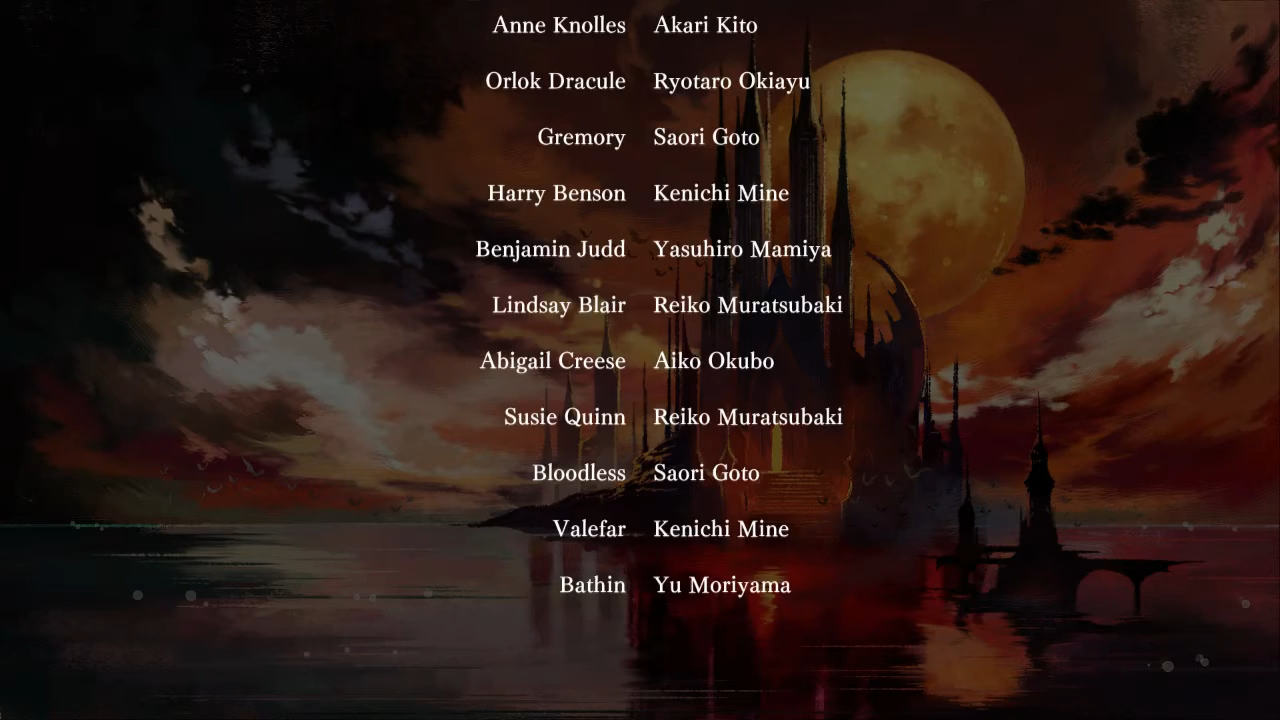 Anne Knolles Akari Kito
Orlok Dracule Ryotaro Okiayu
Gremory Saori Goto
Harry Benson Kenichi Mine
Benjamin Judd Yasuhiro Mamiya
Lindsay Blair Reiko Muratsubaki
Abigail Creese Aiko Okubo
Susie Quinn Reiko Muratsubaki
Bloodless Saori Goto
Valefar Kenichi Mine
Bathin Yu Moriyama